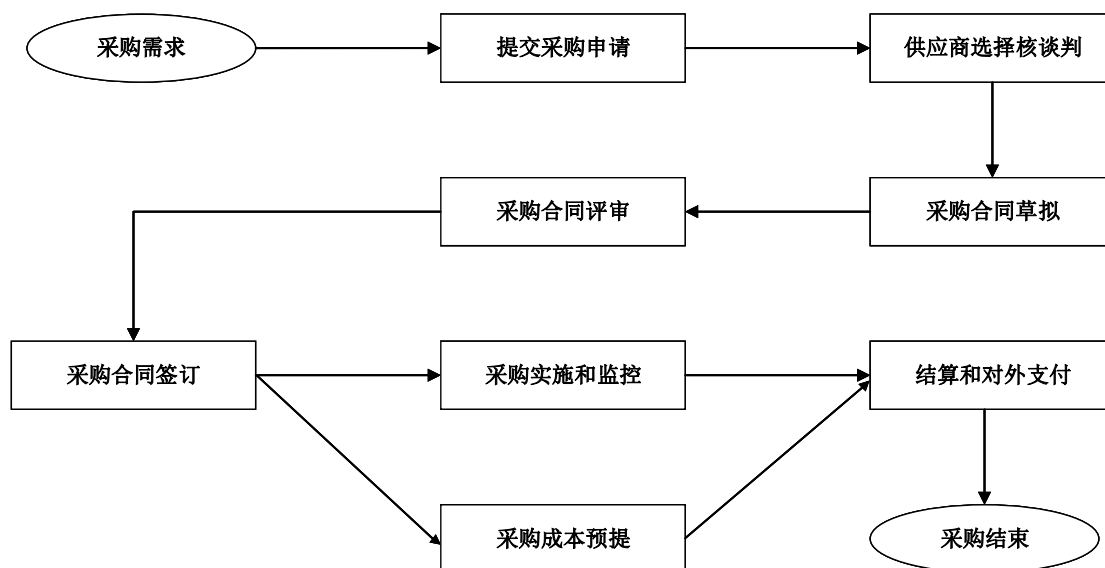 采购需求
提交采购申请
供应商选择核谈判
采购合同草拟
采购合同评审
采购合同签订
采购实施和监控
结算和对外支付
采购成本预提
采购结束